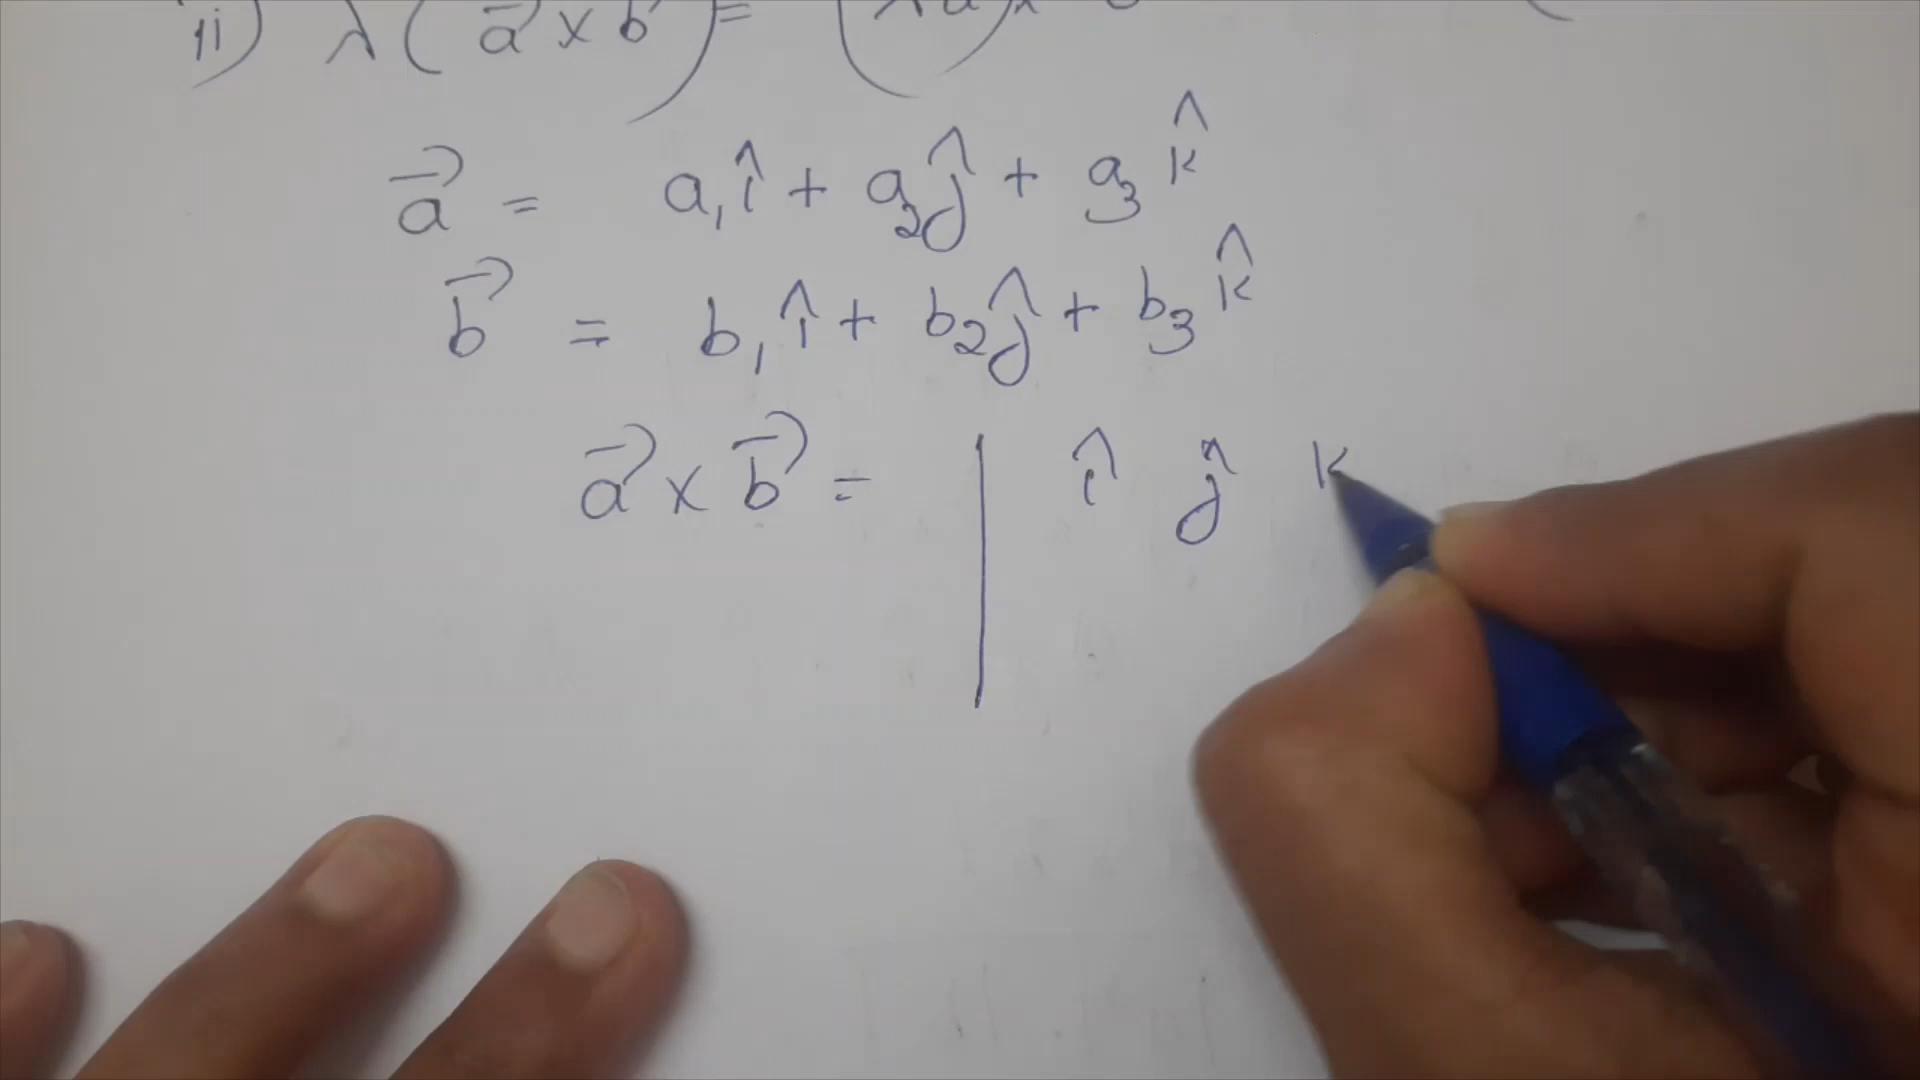 ii) λ(a⃗ × b⃗) = (λa⃗) ×
a⃗ = a₁î + a₂ĵ + a₃k̂
b⃗ = b₁î + b₂ĵ + b₃k̂
a⃗ × b⃗ = | î ĵ k